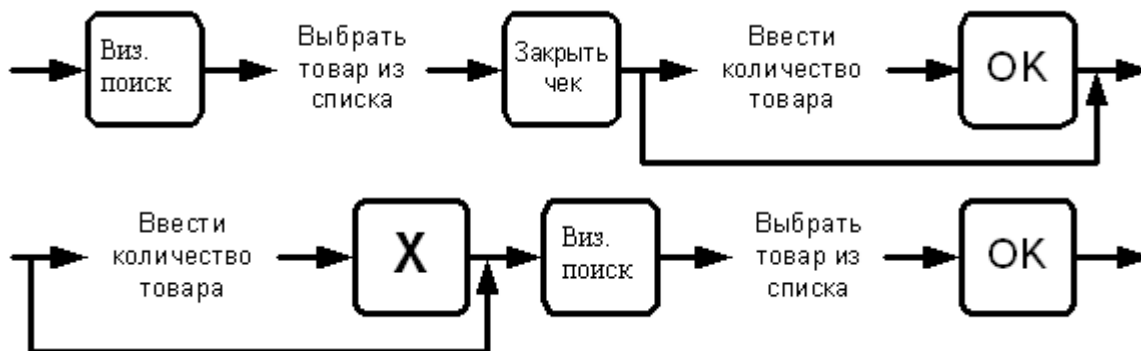 Виз.
поиск
Выбрать
товар из
списка
Закрыть
чек
Ввести
количество
товара
OK
Ввести
количество
товара
X
Виз.
поиск
Выбрать
товар из
списка
OK